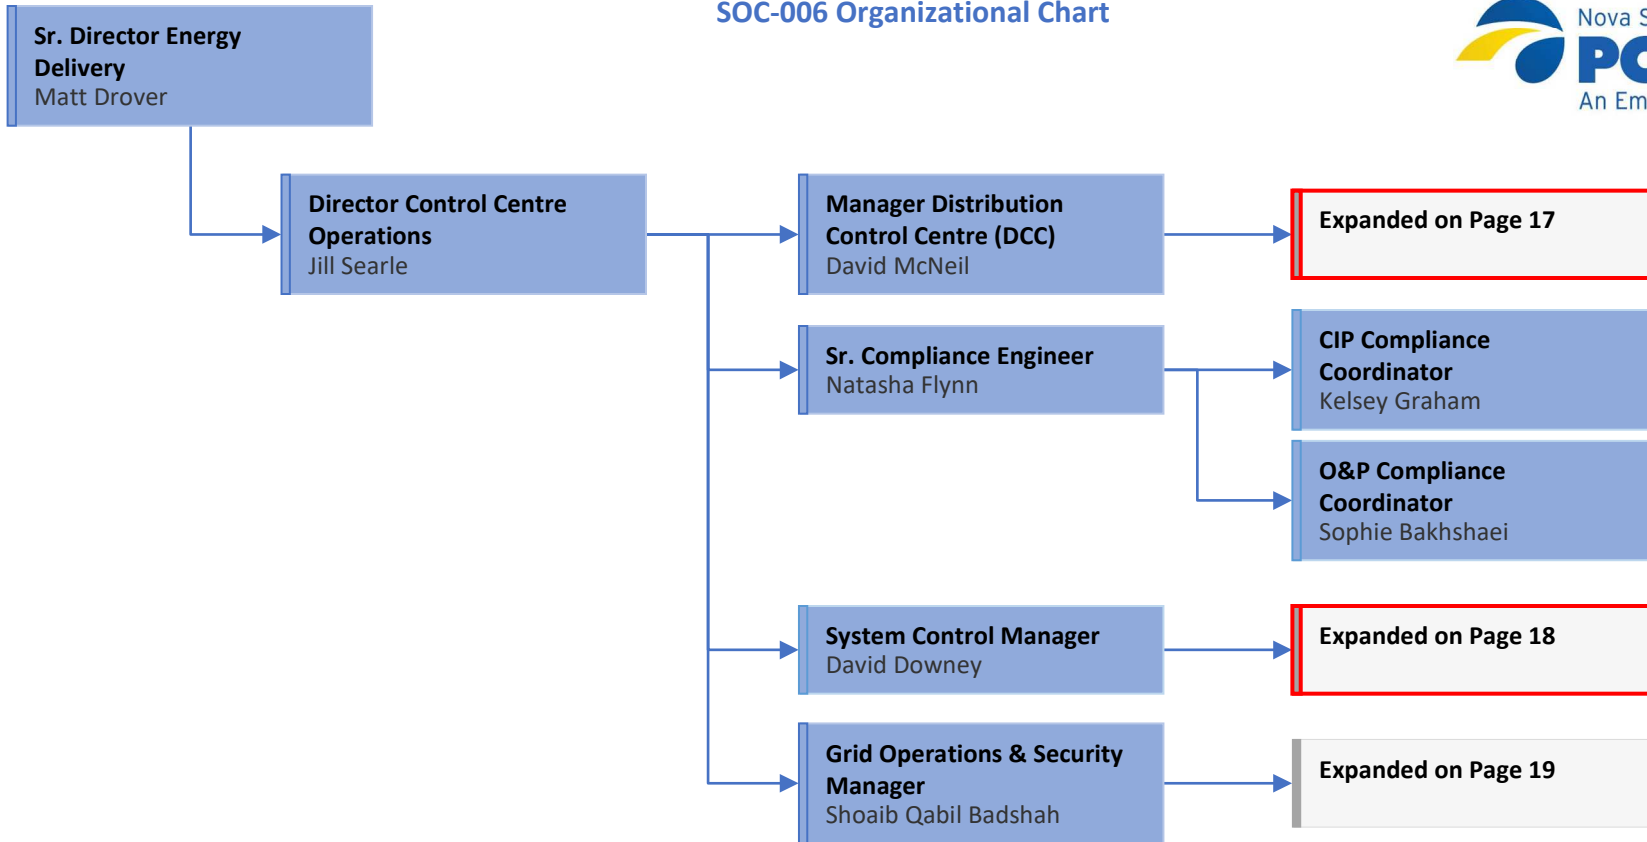 SOC-006 Organizational Chart
Nova
An
Sr. Director Energy
Delivery
Matt Drover
Director Control Centre
Operations
Jill Searle
Manager Distribution
Control Centre (DCC)
David McNeil
Expanded on Page 17
Sr. Compliance Engineer
Natasha Flynn
CIP Compliance
Coordinator
Kelsey Graham
O&P Compliance
Coordinator
Sophie Bakhshaei
System Control Manager
David Downey
Expanded on Page 18
Grid Operations & Security
Manager
Shoaib Qabil Badshah
Expanded on Page 19